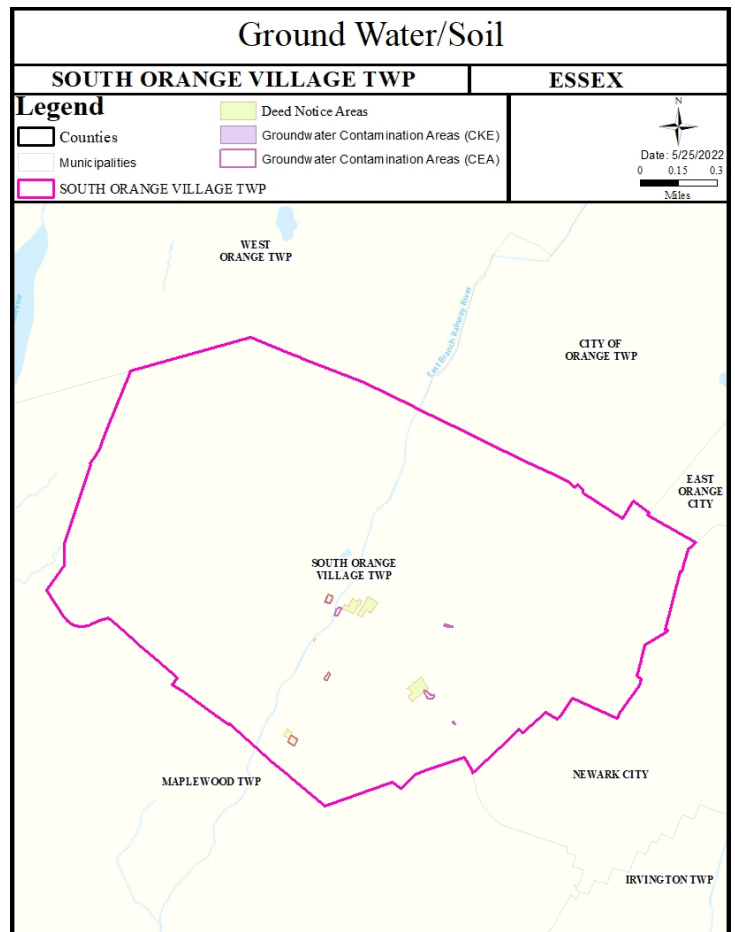 Ground Water/Soil
SOUTH ORANGE VILLAGE TWP
ESSEX
Legend
Counties
Municipalities
SOUTH ORANGE VILLAGE TWP
Deed Notice Areas
Groundwater Contamination Areas (CKE)
Groundwater Contamination Areas (CEA)
N
Date: 5/25/2022
0 0.15 0.3
Miles
WEST
ORANGE TWP
East Branch Rahway River
CITY OF
ORANGE TWP
EAST
ORANGE
CITY
SOUTH ORANGE
VILLAGE TWP
MAPLEWOOD TWP
NEWARK CITY
IRVINGTON TWP